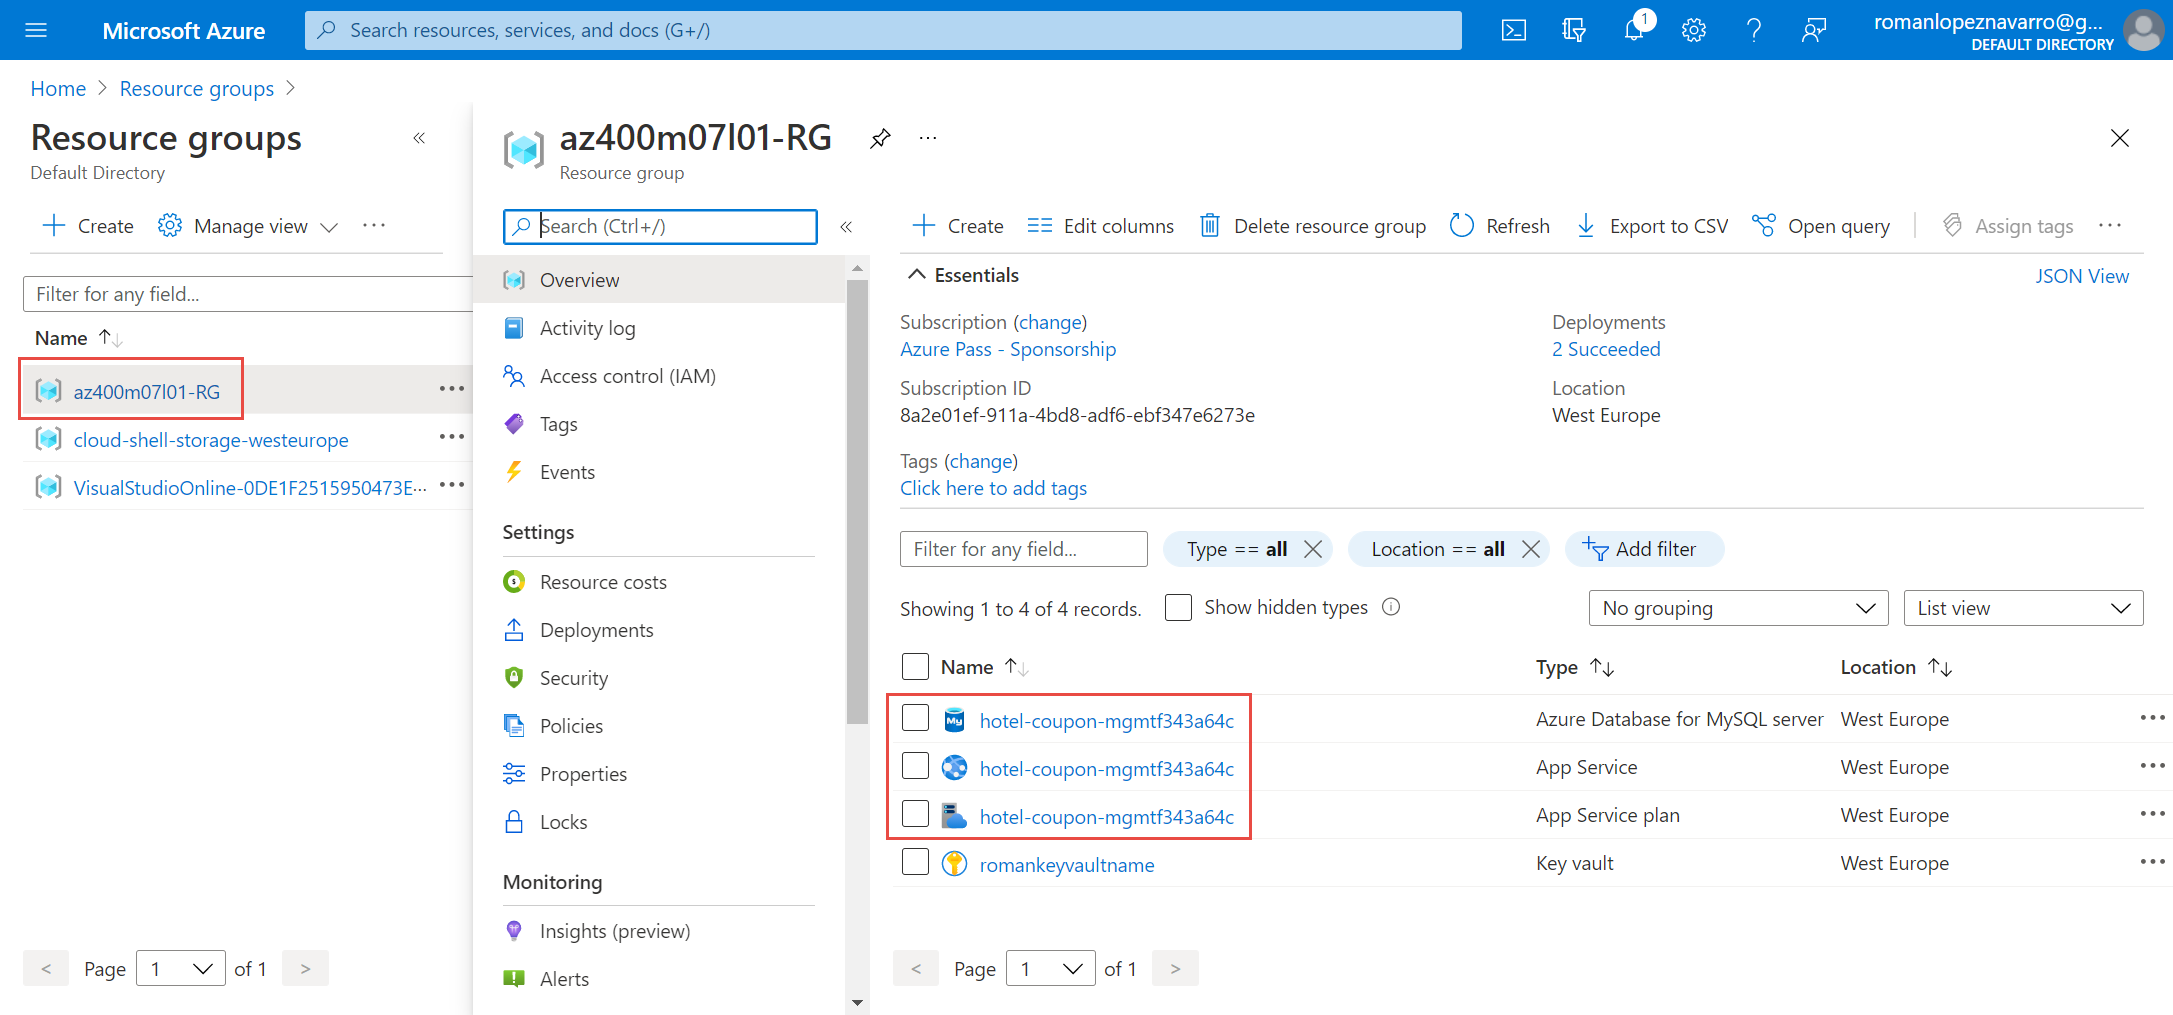 Microsoft Azure
Search resources, services, and docs (G+/)
1
romanlopeznavarro@g...
DEFAULT DIRECTORY
Home > Resource groups >
Resource groups
Default Directory
Create
Manage view
Filter for any field...
Name
az400m07l01-RG
cloud-shell-storage-westeurope
VisualStudioOnline-0DE1F2515950473E...
< Page 1 of 1 >
az400m07l01-RG
Resource group
Search (Ctrl+/)
Overview
Activity log
Access control (IAM)
Tags
Events
Settings
Resource costs
Deployments
Security
Policies
Properties
Locks
Monitoring
Insights (preview)
Alerts
Create
Edit columns
Delete resource group
Refresh
Export to CSV
Open query
Assign tags
Essentials
JSON View
Subscription (change)
Azure Pass - Sponsorship
Subscription ID
8a2e01ef-911a-4bd8-adf6-ebf347e6273e
Deployments
2 Succeeded
Location
West Europe
Tags (change)
Click here to add tags
Filter for any field...
Type == all
Location == all
Add filter
Showing 1 to 4 of 4 records.
Show hidden types
No grouping
List view
Name Type Location
hotel-coupon-mgmtf343a64c Azure Database for MySQL server West Europe
hotel-coupon-mgmtf343a64c App Service West Europe
hotel-coupon-mgmtf343a64c App Service plan West Europe
romankeyvaultname Key vault West Europe
< Page 1 of 1 >